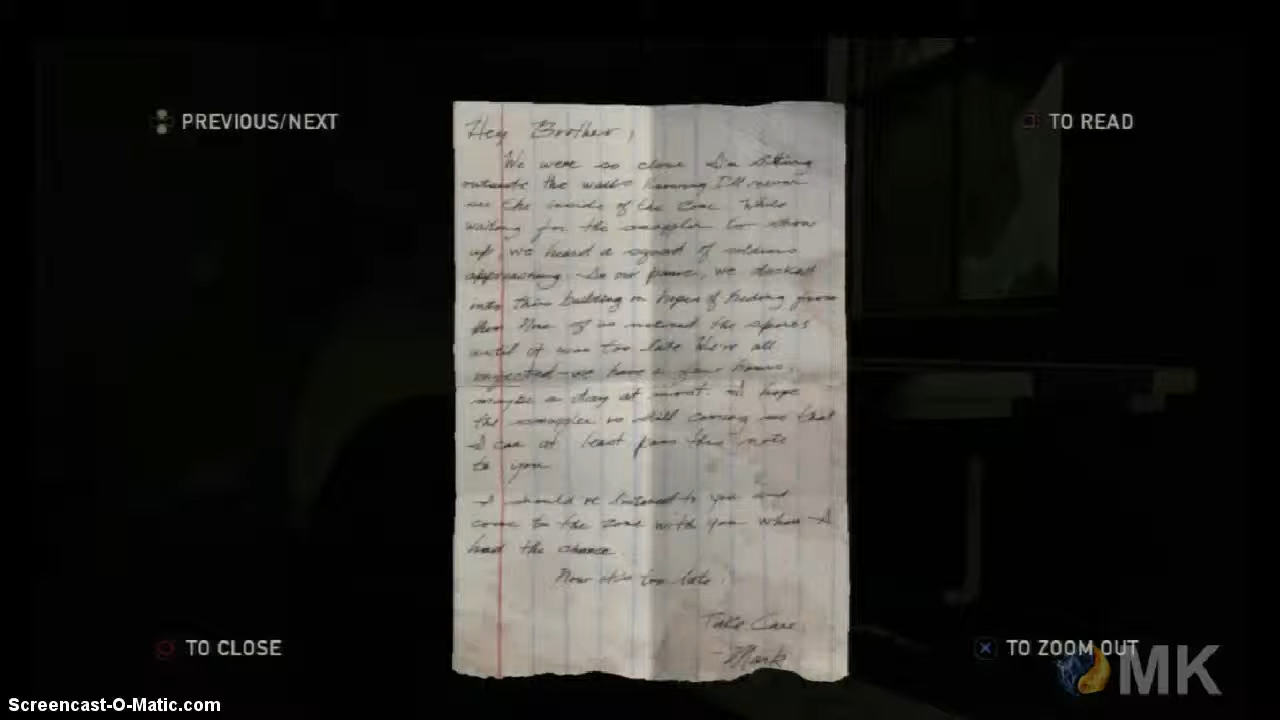 PREVIOUS/NEXT
TO READ
Hey Brother,
We were so close I'm sitting
outside the walls knowing I'll never
see the inside of the zone. While
waiting for the smuggler to show
up we heard a squad of soldiers
approaching. In our panic, we ducked
into this building in hopes of hiding from
them None of us noticed the spores
until it was too late We're all
infected-we have a few hours,
maybe a day at most. I hope
the smuggler is still coming so that
I can at least pass this note
to you
I should've listened to you and
come to the zone with you when I
had the chance.
Now it's too late.
Take Care,
-Mark
TO CLOSE
TO ZOOM OUT
MK
Screencast-O-Matic.com